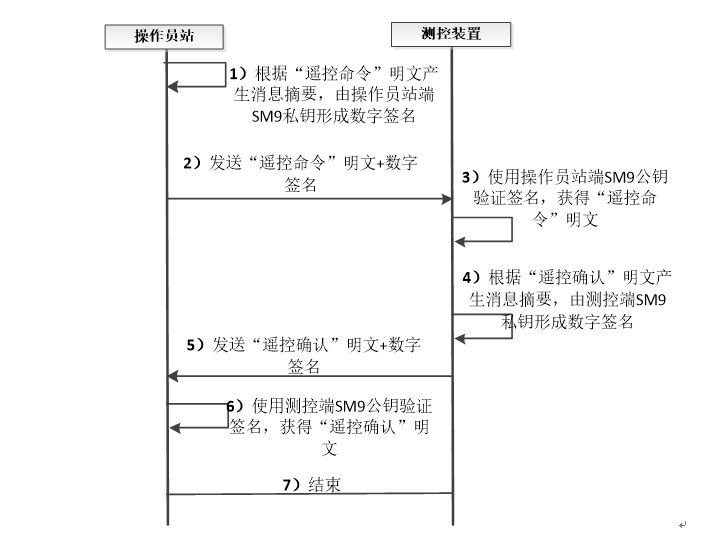 操作员站
测控装置
1）根据“遥控命令”明文产
生消息摘要，由操作员站端
SM9私钥形成数字签名
2）发送“遥控命令”明文+数字
签名
3）使用操作员站端SM9公钥
验证签名，获得“遥控命
令”明文
4）根据“遥控确认”明文产
生消息摘要，由测控端SM9
私钥形成数字签名
5）发送“遥控确认”明文+数字
签名
6）使用测控端SM9公钥验证
签名，获得“遥控确认”明
文
7）结束